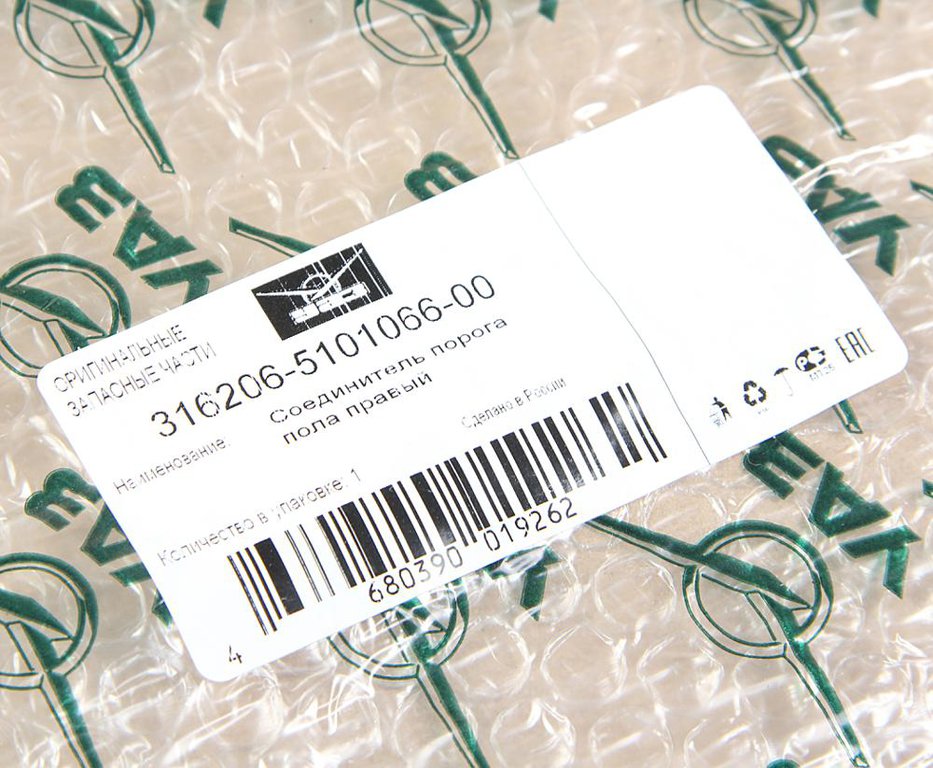 ОРИГИНАЛЬНЫЕ
ЗАПАСНЫЕ ЧАСТИ
316206-5101066-00
Наименование: Соединитель порога
пола правый
Сделано в России
Количество в упаковке: 1
4 680390 019262
EAC
УАЗ
УАЗ
УАЗ
УАЗ